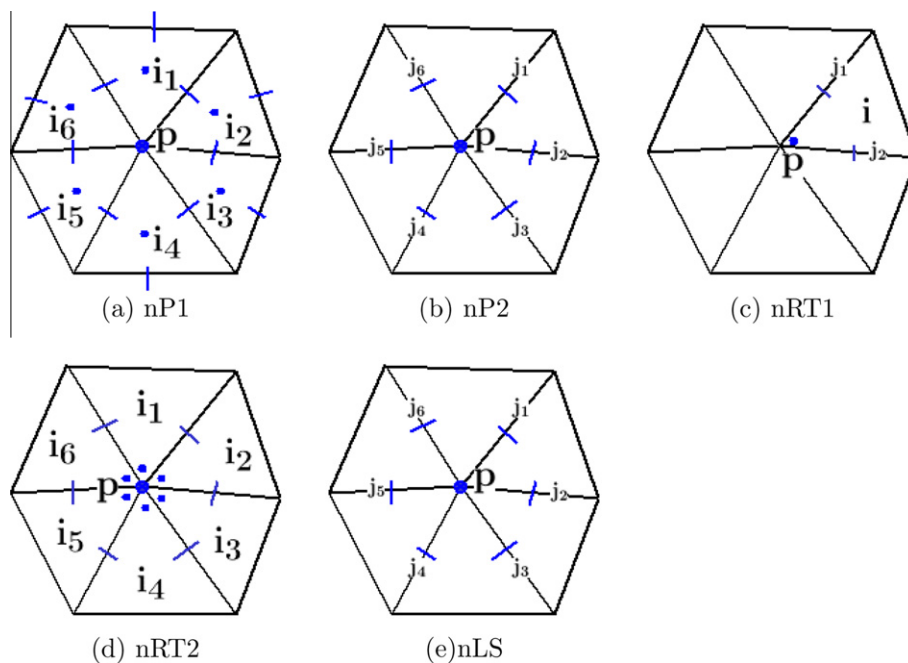 i1
i2
i3
i4
i5
i6
p
(a) nP1
j1
j2
j3
j4
j5
j6
p
(b) nP2
j1
i
j2
p
(c) nRT1
i1
i2
i3
i4
i5
i6
p
(d) nRT2
j1
j2
j3
j4
j5
j6
p
(e)nLS